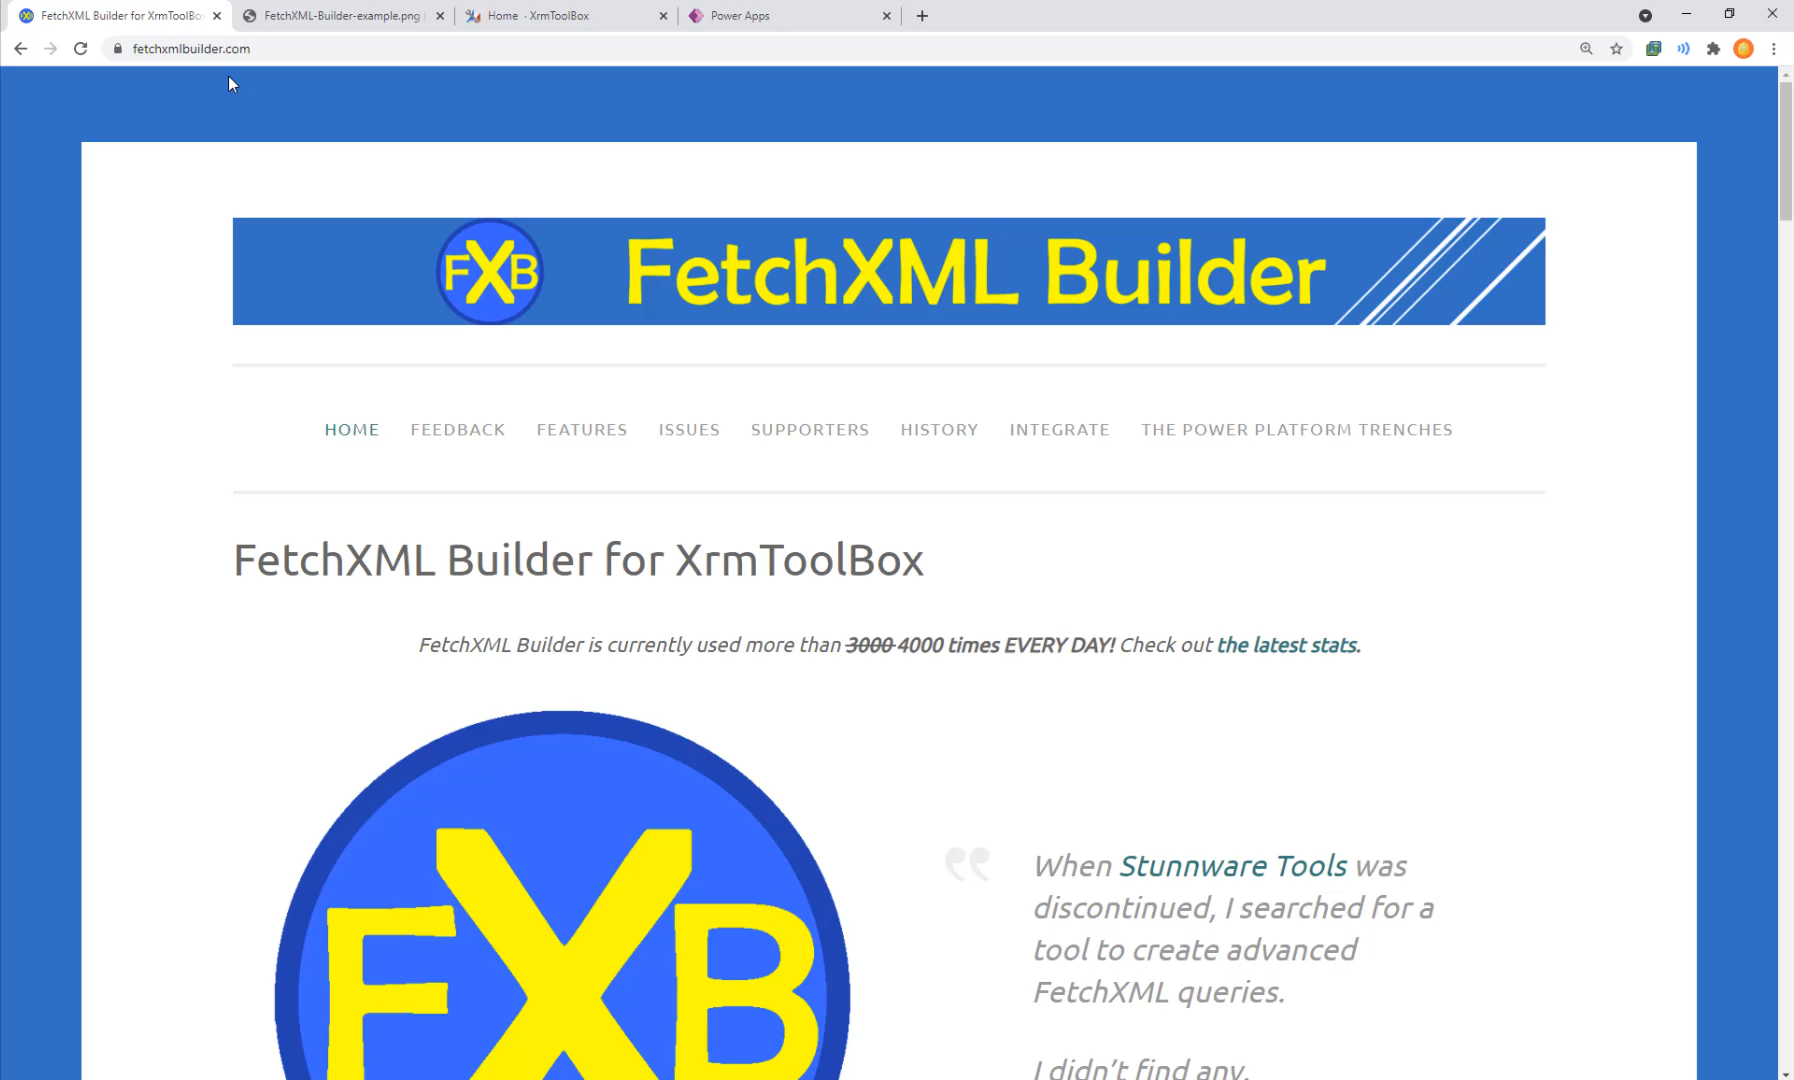 FetchXML Builder for XrmToolBo
FetchXML-Builder-example.png
Home · XrmToolBox
Power Apps
fetchxmlbuilder.com
FXB FetchXML Builder
HOME FEEDBACK FEATURES ISSUES SUPPORTERS HISTORY INTEGRATE THE POWER PLATFORM TRENCHES
FetchXML Builder for XrmToolBox
FetchXML Builder is currently used more than 3000 4000 times EVERY DAY! Check out the latest stats.
FXB
When Stunnware Tools was
discontinued, I searched for a
tool to create advanced
FetchXML queries.
I didn't find any.